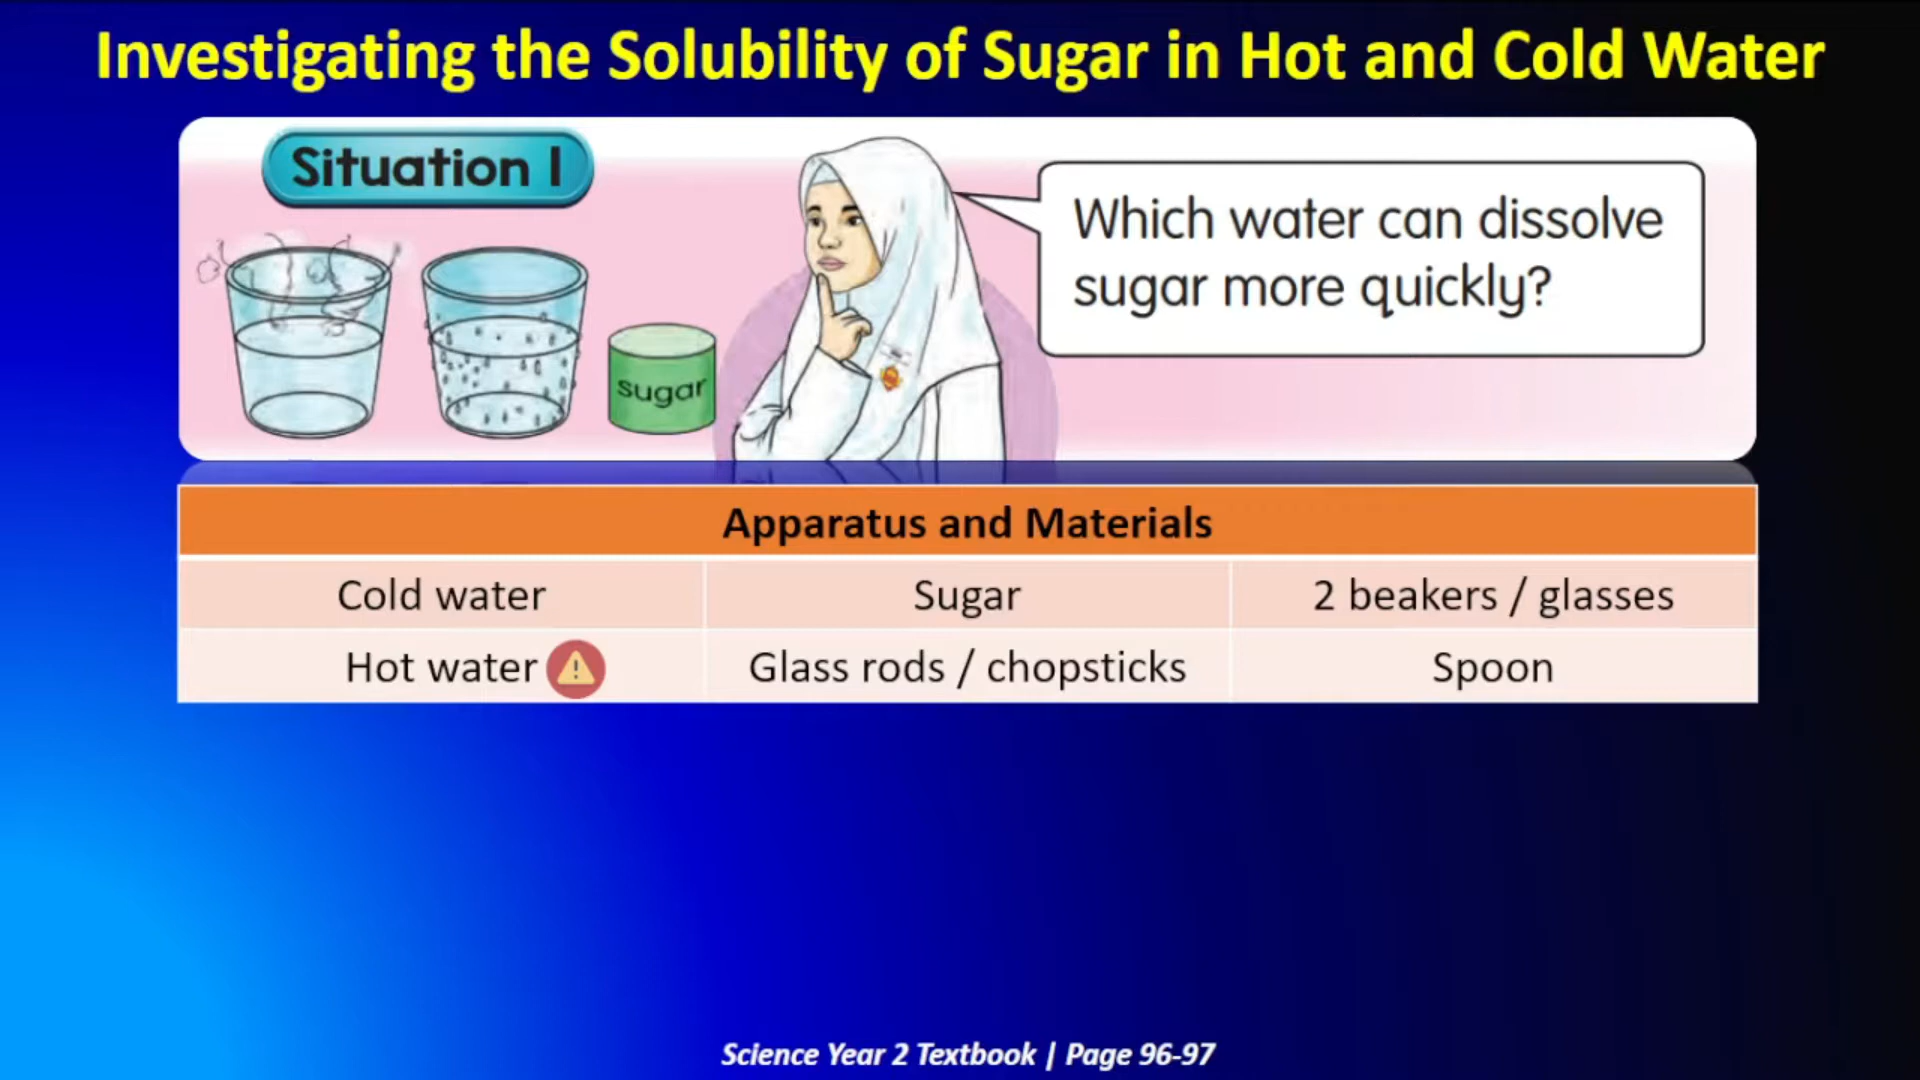 Investigating the Solubility of Sugar in Hot and Cold Water
Situation 1
Which water can dissolve
sugar more quickly?
sugar
Apparatus and Materials
Cold water
Sugar
2 beakers / glasses
Hot water
Glass rods / chopsticks
Spoon
Science Year 2 Textbook | Page 96-97